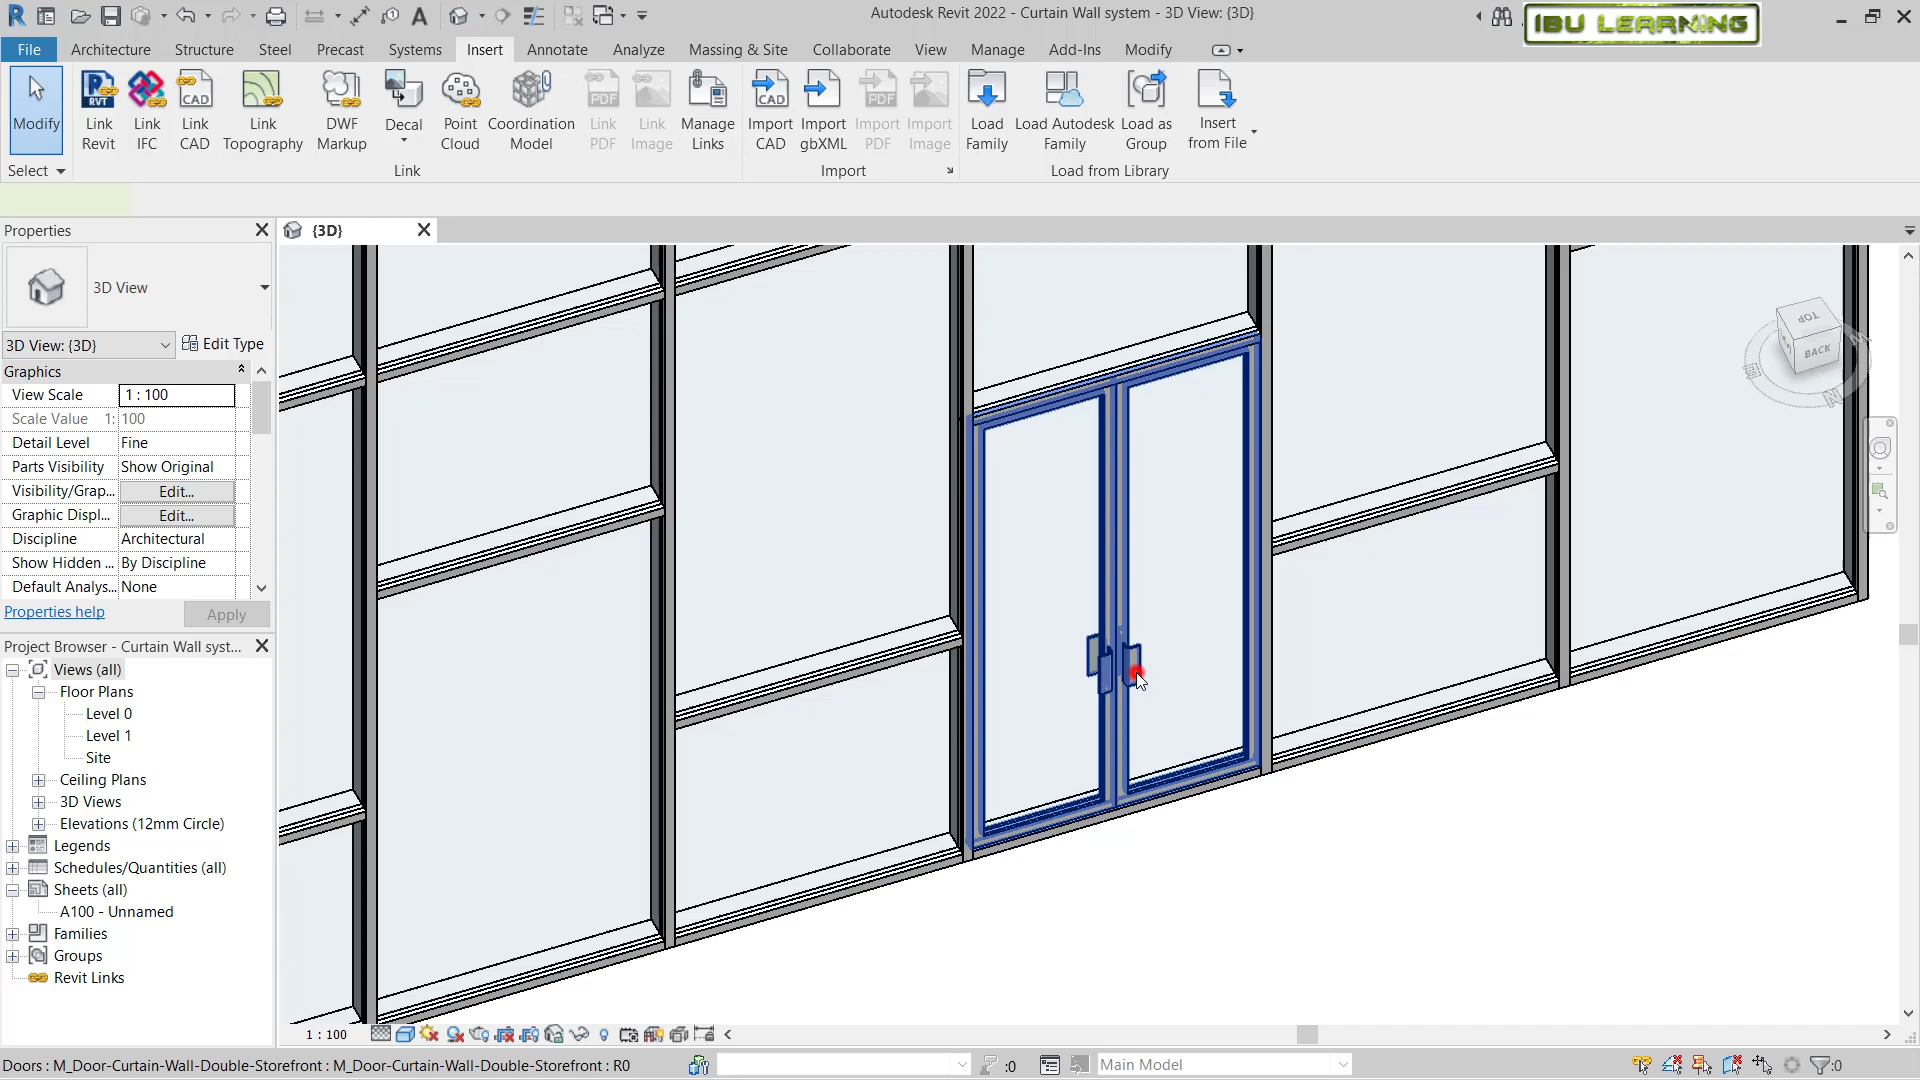 Autodesk Revit 2022 - Curtain Wall system - 3D View: {3D}
IBU LEARNING
File Architecture Structure Steel Precast Systems Insert Annotate Analyze Massing & Site Collaborate View Manage Add-Ins Modify
Modify
Link Revit
Link IFC
Link CAD
Link Topography
DWF Markup
Decal
Point Cloud
Coordination Model
Link PDF
Link Image
Manage Links
Import CAD
Import gbXML
Import PDF
Import Image
Load Family
Load Autodesk Family
Load as Group
Insert from File
Select
Link
Import
Load from Library
Properties
{3D}
3D View
3D View: {3D}
Edit Type
Graphics
View Scale 1 : 100
Scale Value 1: 100
Detail Level Fine
Parts Visibility Show Original
Visibility/Grap... Edit...
Graphic Displ... Edit...
Discipline Architectural
Show Hidden ... By Discipline
Default Analys... None
Properties help
Apply
Project Browser - Curtain Wall syst...
Views (all)
Floor Plans
Level 0
Level 1
Site
Ceiling Plans
3D Views
Elevations (12mm Circle)
Legends
Schedules/Quantities (all)
Sheets (all)
A100 - Unnamed
Families
Groups
Revit Links
TOP
BACK
1 : 100
Doors : M_Door-Curtain-Wall-Double-Storefront : M_Door-Curtain-Wall-Double-Storefront : R0
:0
Main Model
:0